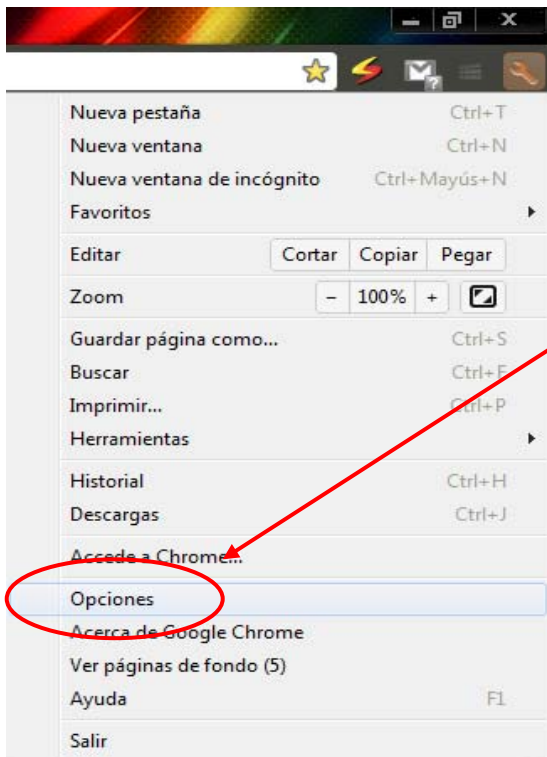 Nueva pestaña Ctrl+T
Nueva ventana Ctrl+N
Nueva ventana de incógnito Ctrl+Mayús+N
Favoritos
Editar Cortar Copiar Pegar
Zoom - 100% +
Guardar página como... Ctrl+S
Buscar Ctrl+F
Imprimir... Ctrl+P
Herramientas
Historial Ctrl+H
Descargas Ctrl+J
Accede a Chrome...
Opciones
Acerca de Google Chrome
Ver páginas de fondo (5)
Ayuda F1
Salir